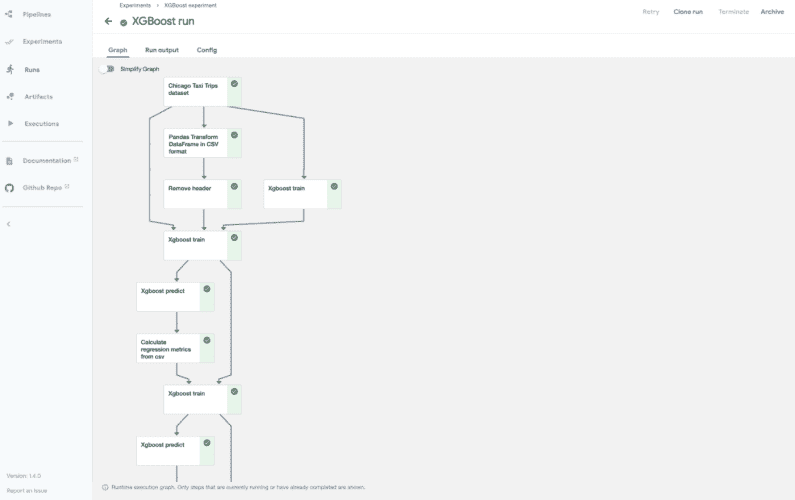 Pipelines
Experiments
Runs
Artifacts
Executions
Documentation
Github Repo
Version: 1.4.0
Report an Issue
Experiments > XGBoost experiment
XGBoost run
Retry
Clone run
Terminate
Archive
Graph
Run output
Config
Simplify Graph
Chicago Taxi Trips
dataset
Pandas Transform
DataFrame in CSV
format
Remove header
Xgboost train
Xgboost train
Xgboost predict
Calculate
regression metrics
from csv
Xgboost train
Xgboost predict
Runtime execution graph. Only steps that are currently running or have already completed are shown.